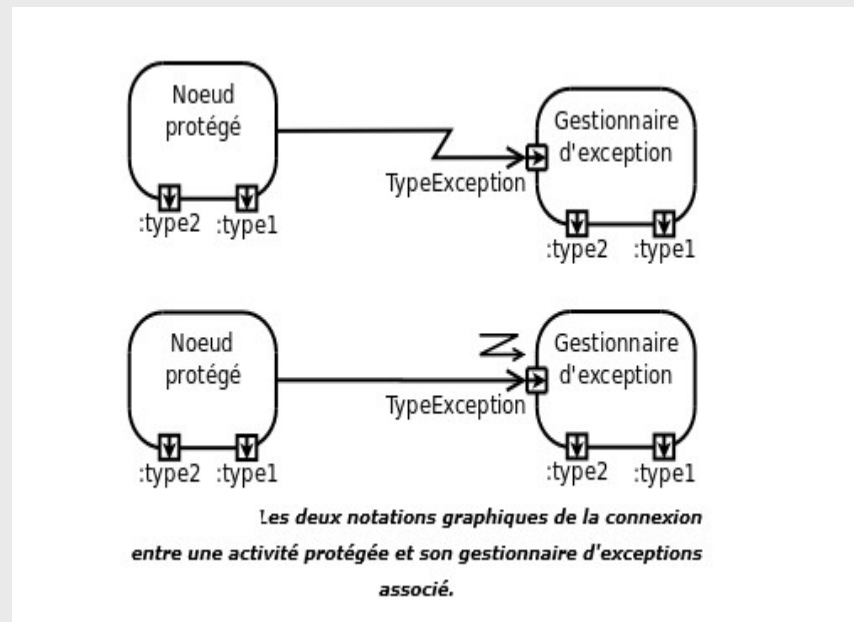 Noeud
protégé
Gestionnaire
d'exception
TypeException
:type2 :type1
:type2 :type1
Noeud
protégé
Gestionnaire
d'exception
TypeException
:type2 :type1
:type2 :type1
Les deux notations graphiques de la connexion
entre une activité protégée et son gestionnaire d'exceptions
associé.